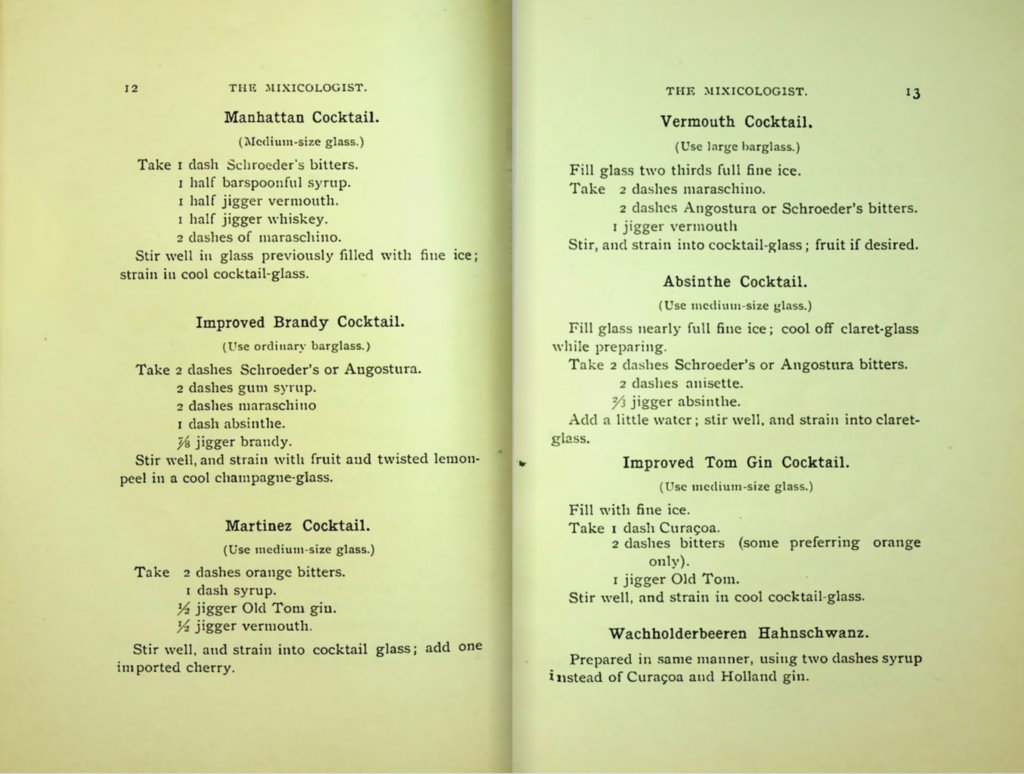 12 THE MIXICOLOGIST.
Manhattan Cocktail.
(Medium-size glass.)
Take 1 dash Schroeder's bitters.
1 half barspoonful syrup.
1 half jigger vermouth.
1 half jigger whiskey.
2 dashes of maraschino.
Stir well in glass previously filled with fine ice;
strain in cool cocktail-glass.
Improved Brandy Cocktail.
(Use ordinary barglass.)
Take 2 dashes Schroeder's or Angostura.
2 dashes gum syrup.
2 dashes maraschino
1 dash absinthe.
⅞ jigger brandy.
Stir well, and strain with fruit and twisted lemon-
peel in a cool champagne-glass.
Martinez Cocktail.
(Use medium-size glass.)
Take 2 dashes orange bitters.
1 dash syrup.
½ jigger Old Tom gin.
½ jigger vermouth.
Stir well, and strain into cocktail glass; add one
imported cherry.
THE MIXICOLOGIST. 13
Vermouth Cocktail.
(Use large barglass.)
Fill glass two thirds full fine ice.
Take 2 dashes maraschino.
2 dashes Angostura or Schroeder's bitters.
1 jigger vermouth
Stir, and strain into cocktail-glass; fruit if desired.
Absinthe Cocktail.
(Use medium-size glass.)
Fill glass nearly full fine ice; cool off claret-glass
while preparing.
Take 2 dashes Schroeder's or Angostura bitters.
2 dashes anisette.
⅔ jigger absinthe.
Add a little water; stir well, and strain into claret-
glass.
Improved Tom Gin Cocktail.
(Use medium-size glass.)
Fill with fine ice.
Take 1 dash Curaçoa.
2 dashes bitters (some preferring orange
only).
1 jigger Old Tom.
Stir well, and strain in cool cocktail-glass.
Wachholderbeeren Hahnschwanz.
Prepared in same manner, using two dashes syrup
instead of Curaçoa and Holland gin.